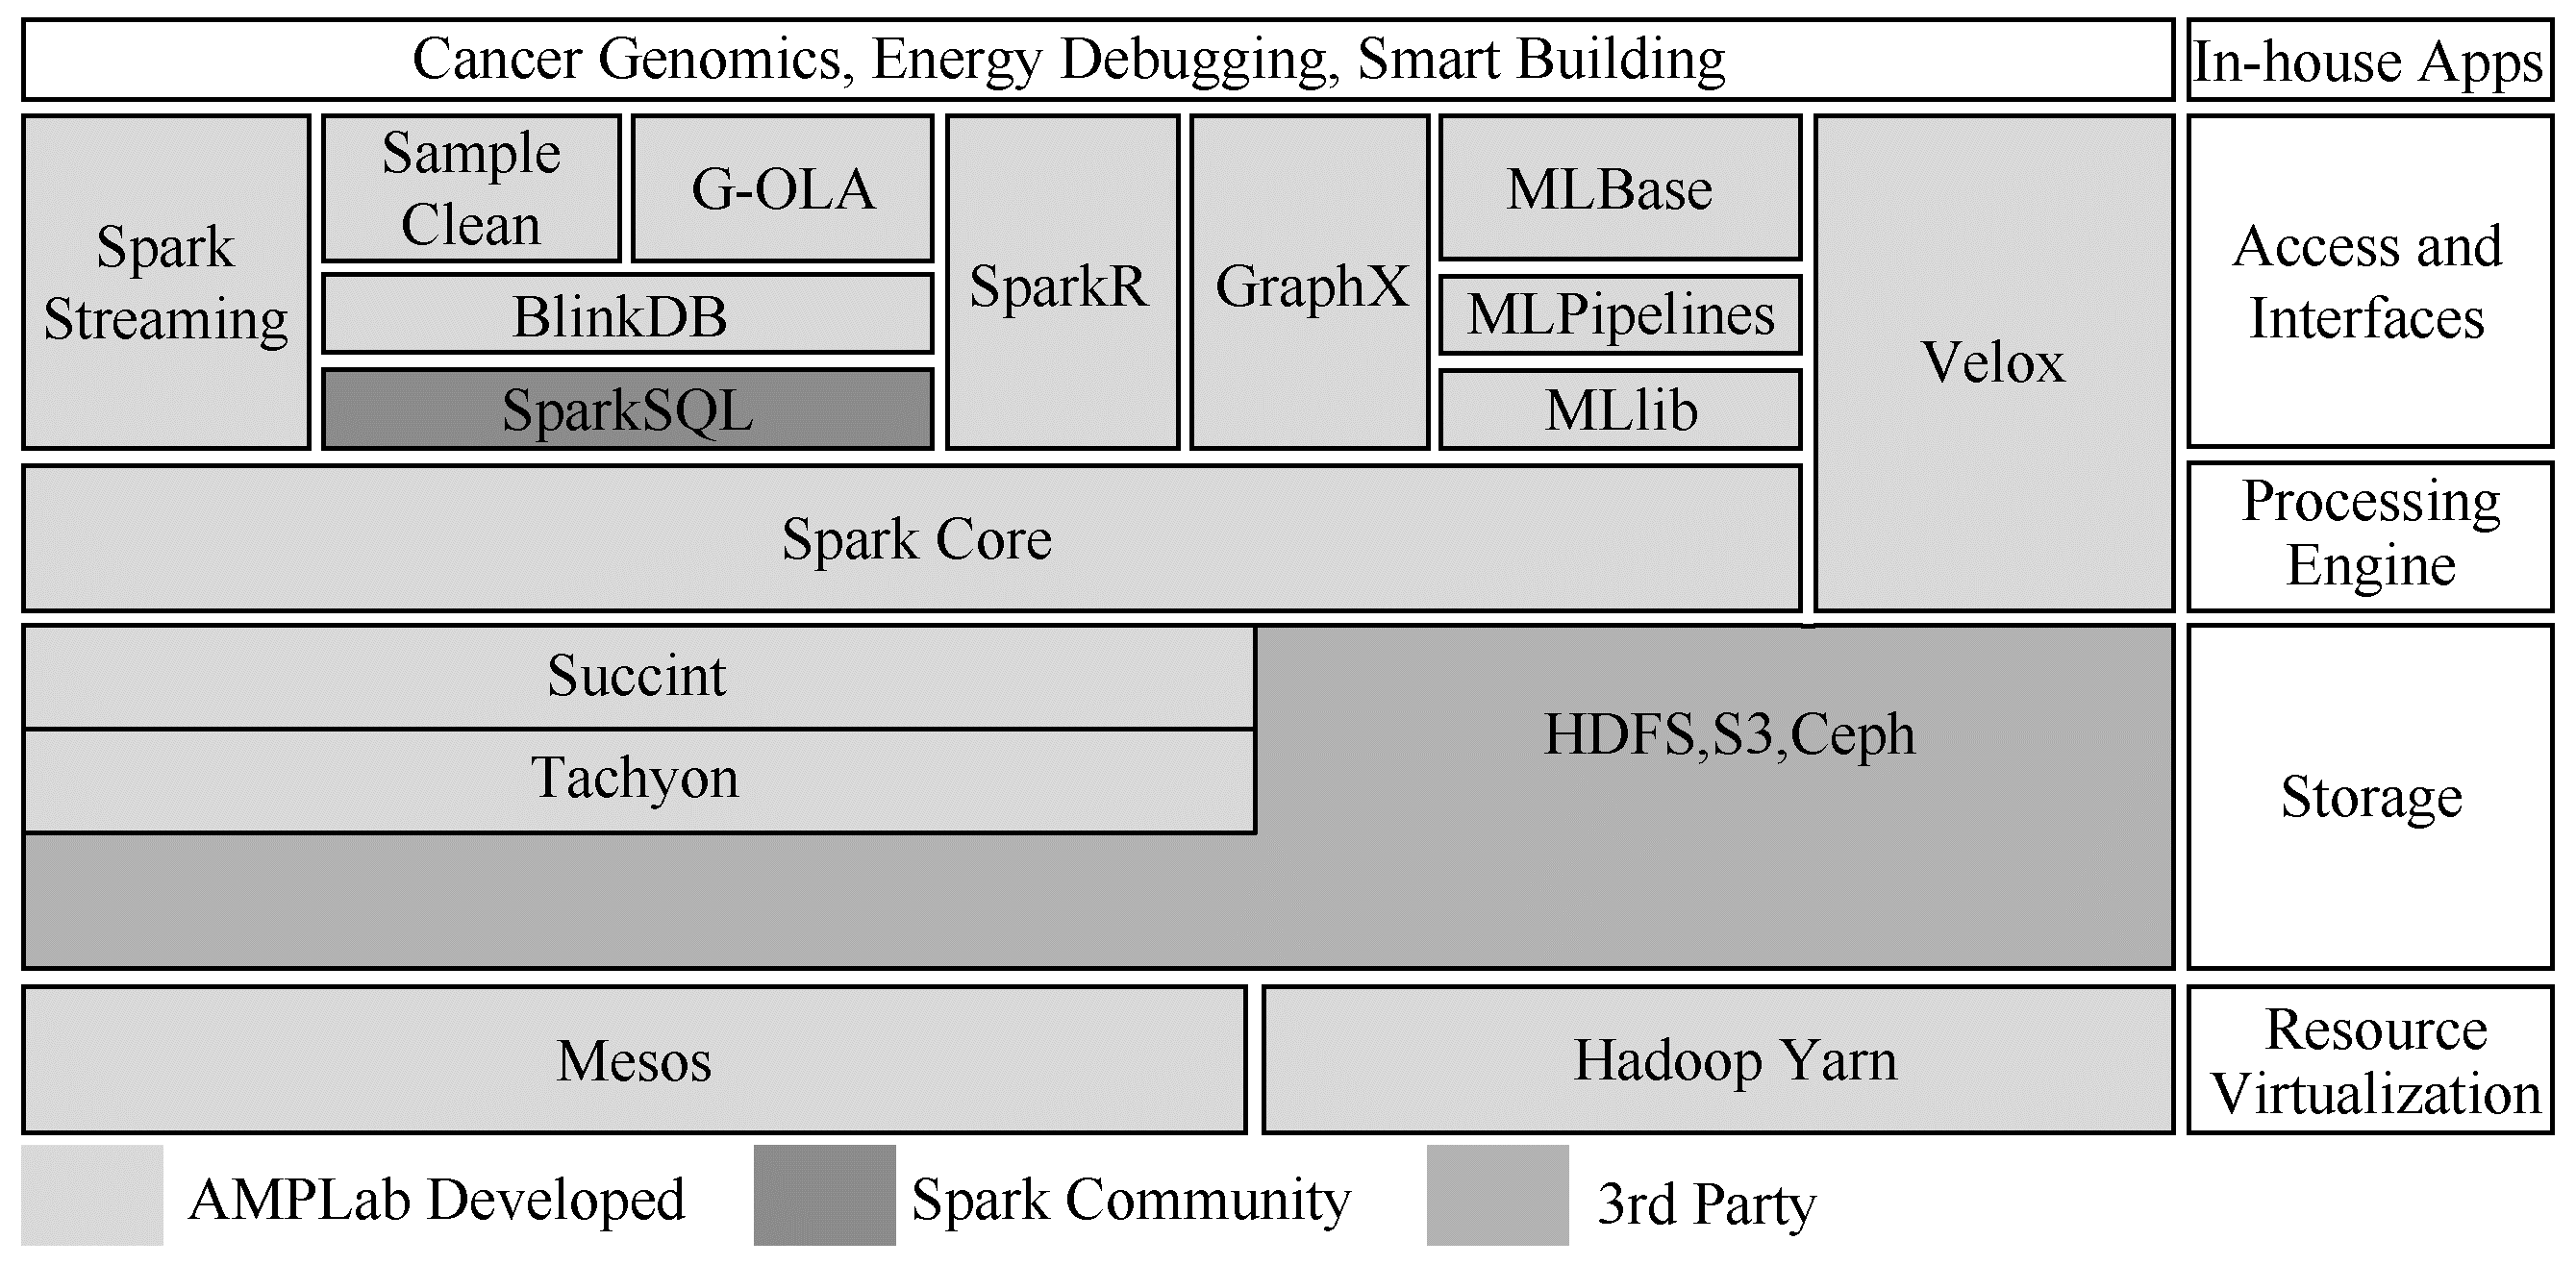 Cancer Genomics, Energy Debugging, Smart Building
In-house Apps
Spark
Streaming
Sample
Clean
G-OLA
BlinkDB
SparkSQL
SparkR
GraphX
MLBase
MLPipelines
MLlib
Velox
Access and
Interfaces
Spark Core
Processing
Engine
Succint
Tachyon
HDFS,S3,Ceph
Storage
Mesos
Hadoop Yarn
Resource
Virtualization
AMPLab Developed
Spark Community
3rd Party